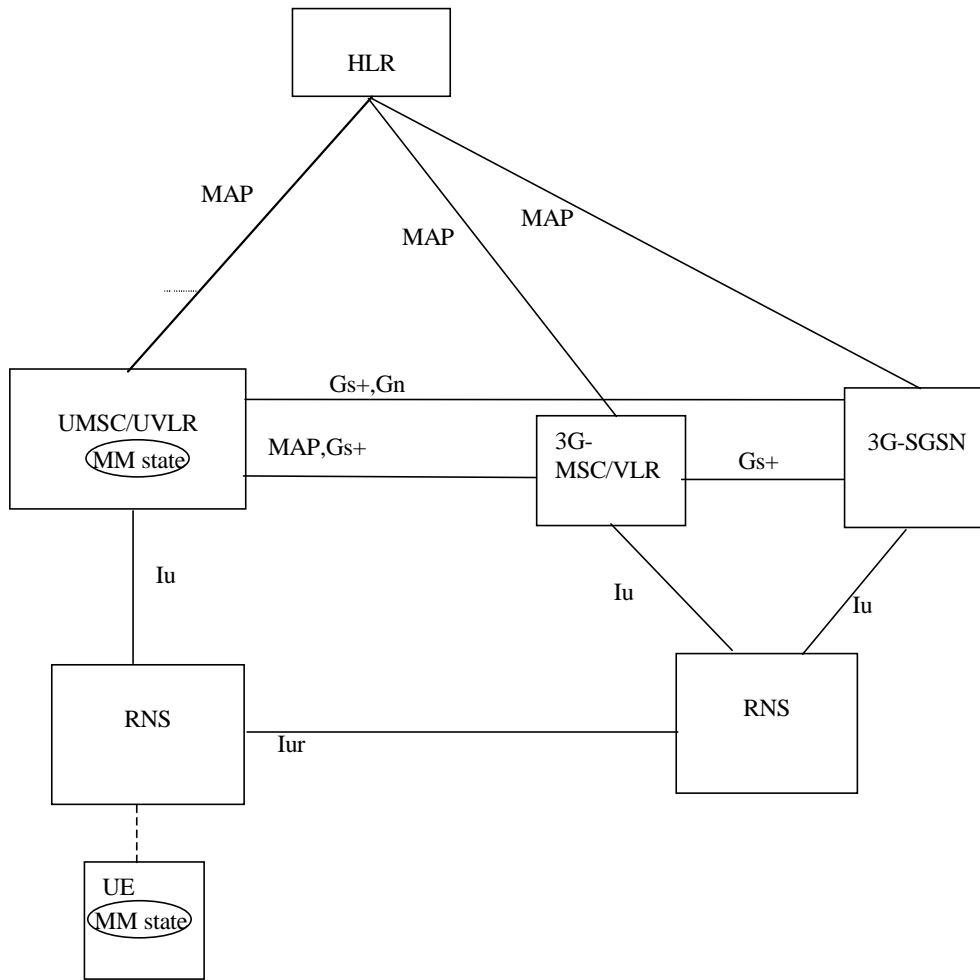 HLR
MAP
MAP
MAP
Gs+,Gn
UMSC/UVLR
MM state
MAP,Gs+
3G-
MSC/VLR
Gs+
3G-SGSN
Iu
Iu
Iu
RNS
RNS
Iur
UE
MM state